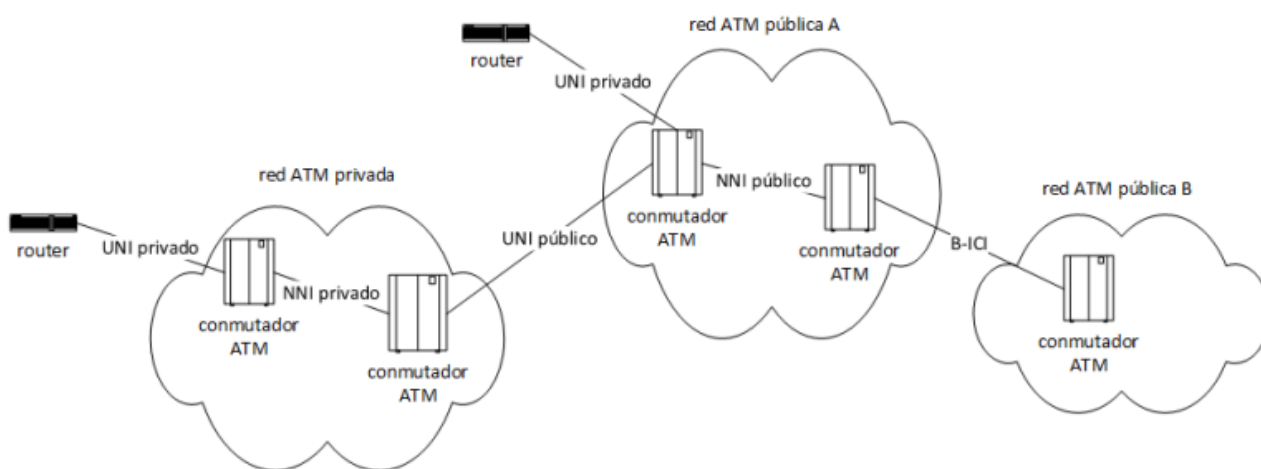 red ATM pública A
router
UNI privado
red ATM privada
NNI público
red ATM pública B
conmutador
ATM
router
UNI privado
UNI público
conmutador
ATM
B-ICI
NNI privado
conmutador
ATM
conmutador
ATM
conmutador
ATM